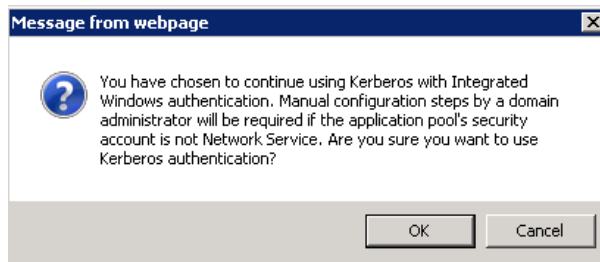 Message from webpage
You have chosen to continue using Kerberos with Integrated
Windows authentication. Manual configuration steps by a domain
administrator will be required if the application pool's security
account is not Network Service. Are you sure you want to use
Kerberos authentication?
OK Cancel